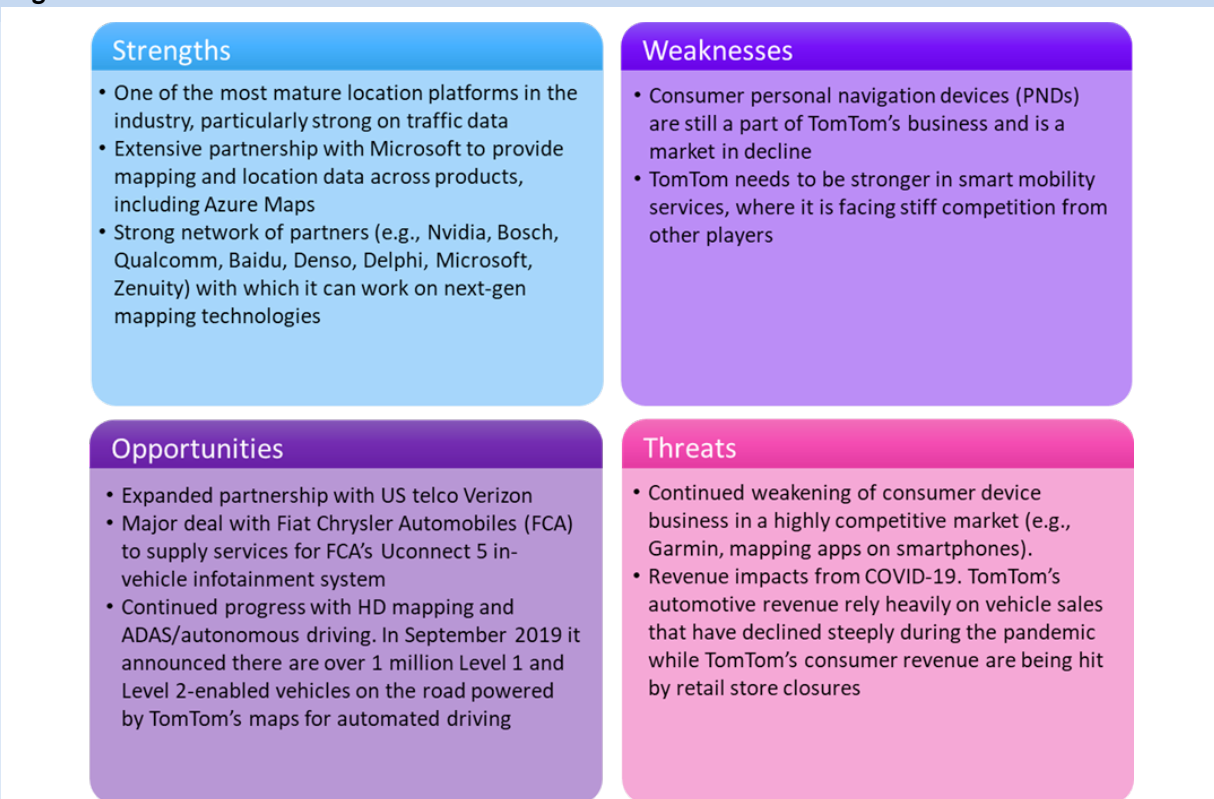 Strengths
• One of the most mature location platforms in the
industry, particularly strong on traffic data
• Extensive partnership with Microsoft to provide
mapping and location data across products,
including Azure Maps
• Strong network of partners (e.g., Nvidia, Bosch,
Qualcomm, Baidu, Denso, Delphi, Microsoft,
Zenuity) with which it can work on next-gen
mapping technologies
Weaknesses
• Consumer personal navigation devices (PNDs)
are still a part of TomTom’s business and is a
market in decline
• TomTom needs to be stronger in smart mobility
services, where it is facing stiff competition from
other players
Opportunities
• Expanded partnership with US telco Verizon
• Major deal with Fiat Chrysler Automobiles (FCA)
to supply services for FCA’s Uconnect 5 in-
vehicle infotainment system
• Continued progress with HD mapping and
ADAS/autonomous driving. In September 2019 it
announced there are over 1 million Level 1 and
Level 2-enabled vehicles on the road powered
by TomTom’s maps for automated driving
Threats
• Continued weakening of consumer device
business in a highly competitive market (e.g.,
Garmin, mapping apps on smartphones).
• Revenue impacts from COVID-19. TomTom’s
automotive revenue rely heavily on vehicle sales
that have declined steeply during the pandemic
while TomTom’s consumer revenue are being hit
by retail store closures